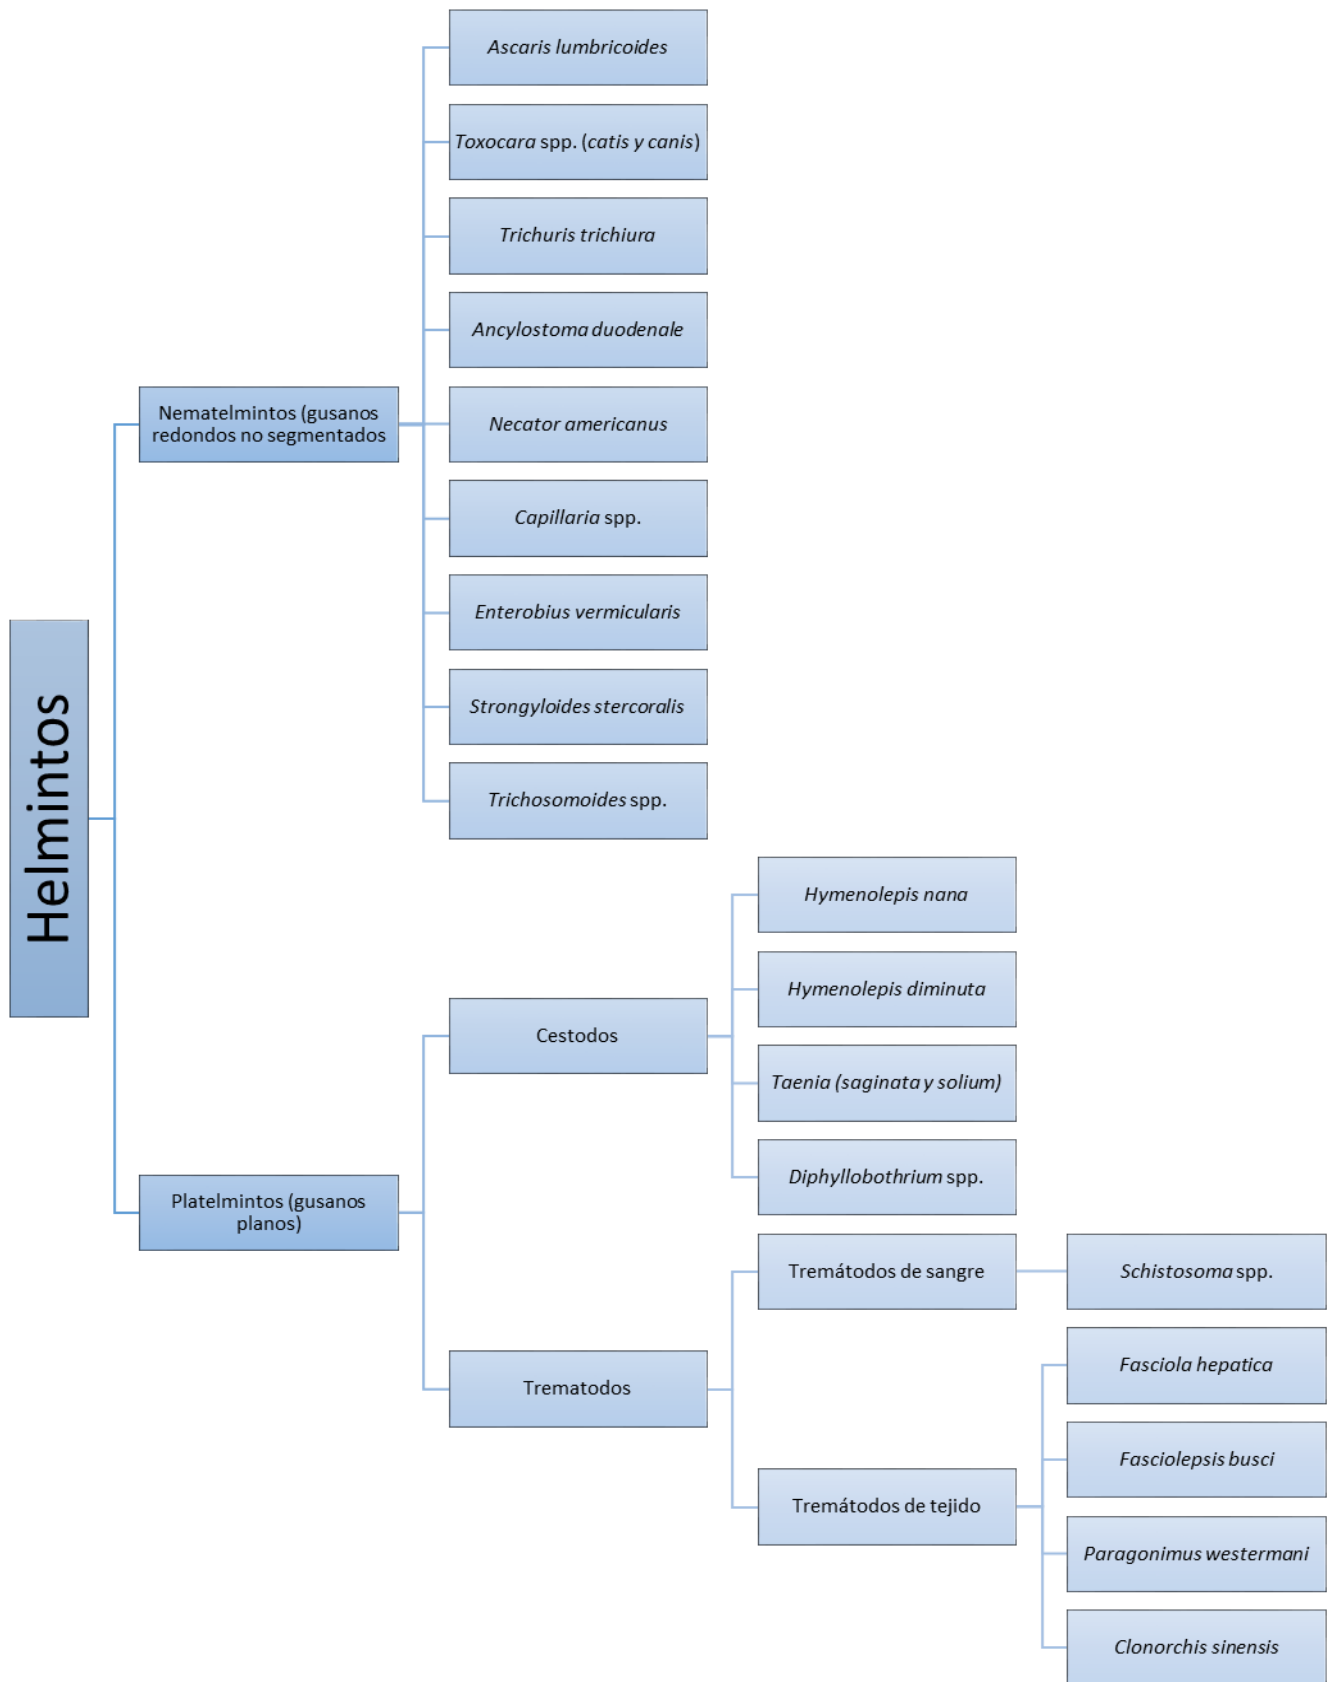 Helmintos
Nematelmintos (gusanos
redondos no segmentados
Ascaris lumbricoides
Toxocara spp. (catis y canis)
Trichuris trichiura
Ancylostoma duodenale
Necator americanus
Capillaria spp.
Enterobius vermicularis
Strongyloides stercoralis
Trichosomoides spp.
Platelmintos (gusanos
planos)
Cestodos
Hymenolepis nana
Hymenolepis diminuta
Taenia (saginata y solium)
Diphyllobothrium spp.
Trematodos
Tremátodos de sangre
Schistosoma spp.
Tremátodos de tejido
Fasciola hepatica
Fasciolepsis busci
Paragonimus westermani
Clonorchis sinensis